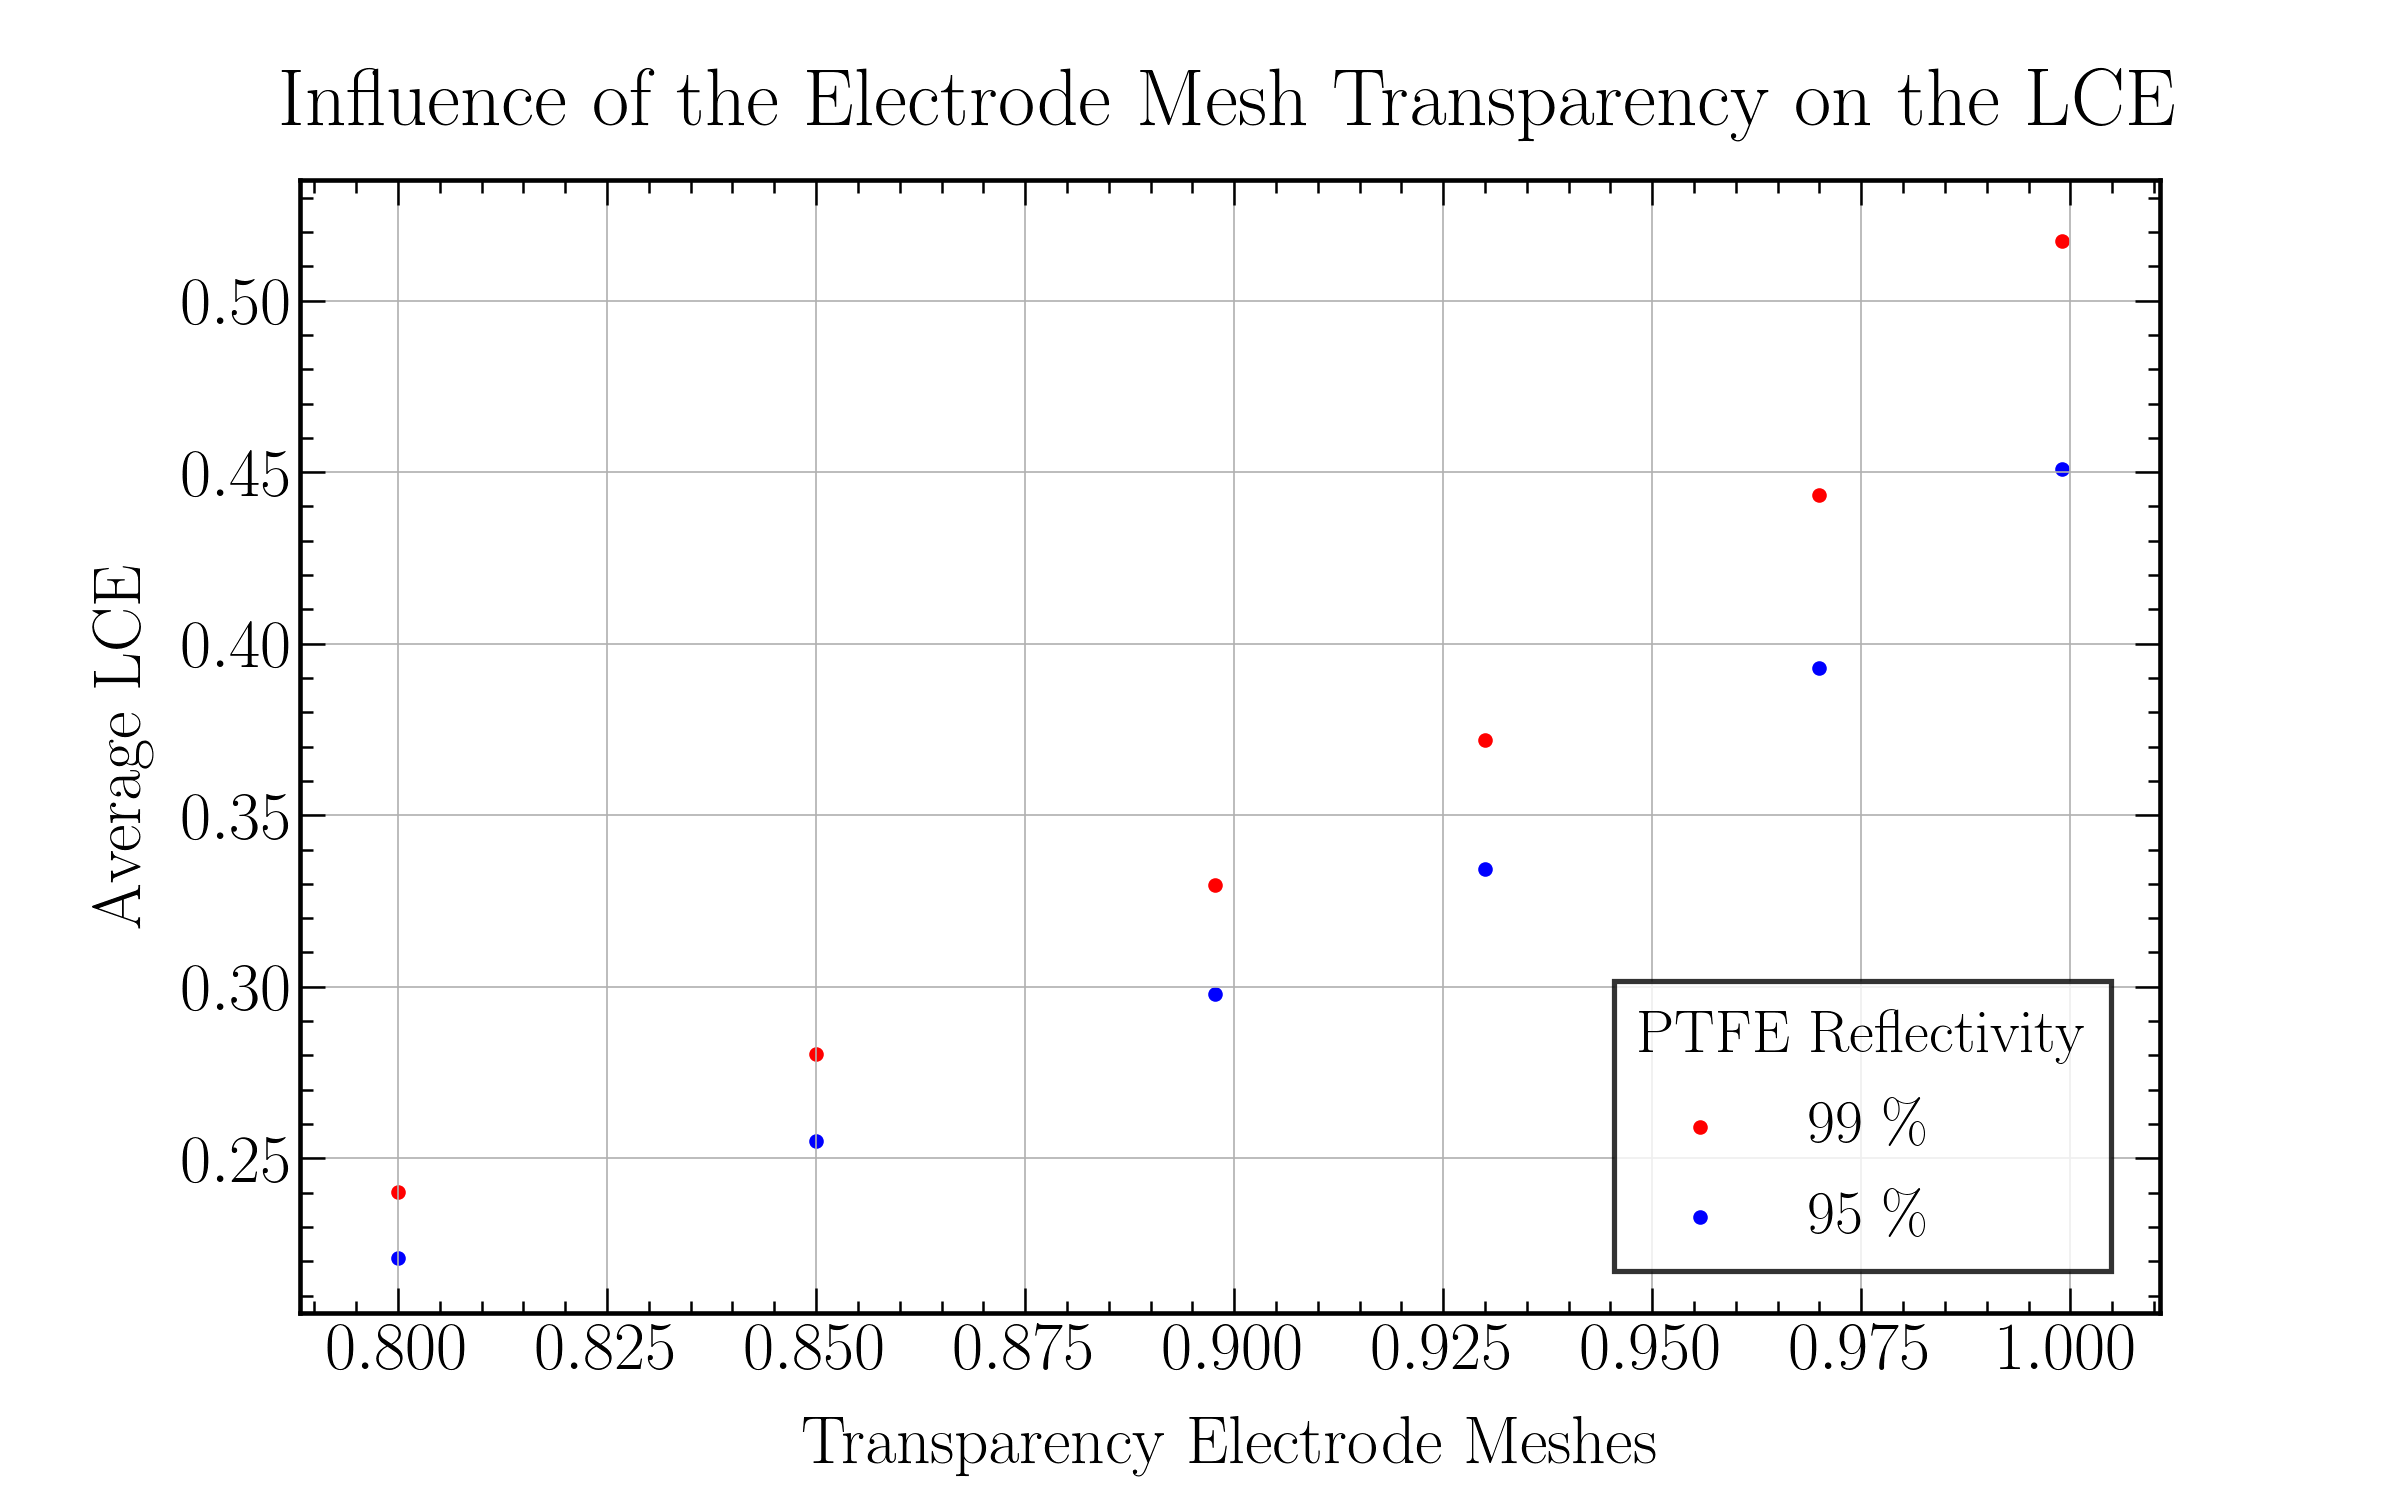 Influence of the Electrode Mesh Transparency on the LCE
0.50
0.45
0.40
0.35
0.30
0.25
Average LCE
PTFE Reflectivity
99 %
95 %
0.800 0.825 0.850 0.875 0.900 0.925 0.950 0.975 1.000
Transparency Electrode Meshes